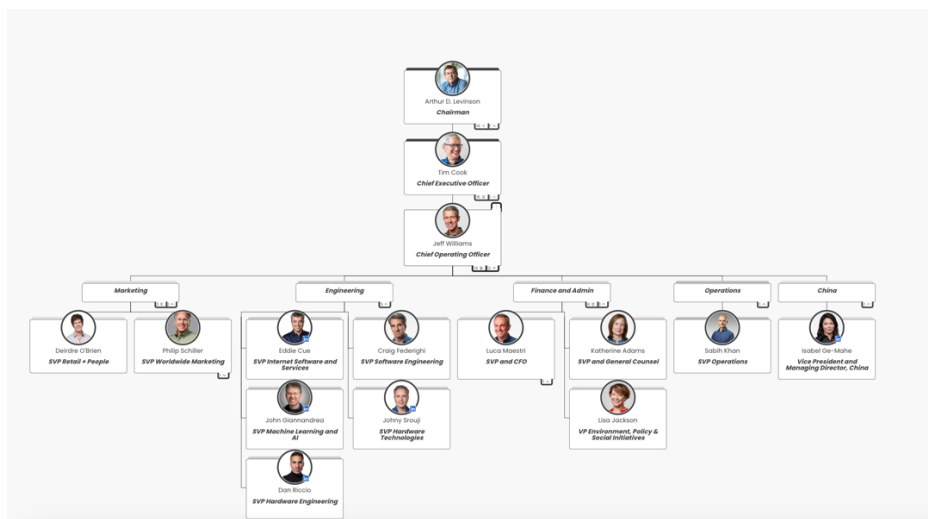 Arthur D. Levinson
Chairman
Tim Cook
Chief Executive Officer
Jeff Williams
Chief Operating Officer
Marketing
Engineering
Finance and Admin
Operations
China
Deirdre O'Brien
SVP Retail + People
Philip Schiller
SVP Worldwide Marketing
Eddie Cue
SVP Internet Software and
Services
Craig Federighi
SVP Software Engineering
Luca Maestri
SVP and CFO
Katherine Adams
SVP and General Counsel
Sabih Khan
SVP Operations
Isabel Ge-Mahe
Vice President and
Managing Director, China
John Giannandrea
SVP Machine Learning and
AI
Johny Srouji
SVP Hardware
Technologies
Lisa Jackson
VP Environment, Policy &
Social Initiatives
Dan Riccio
SVP Hardware Engineering